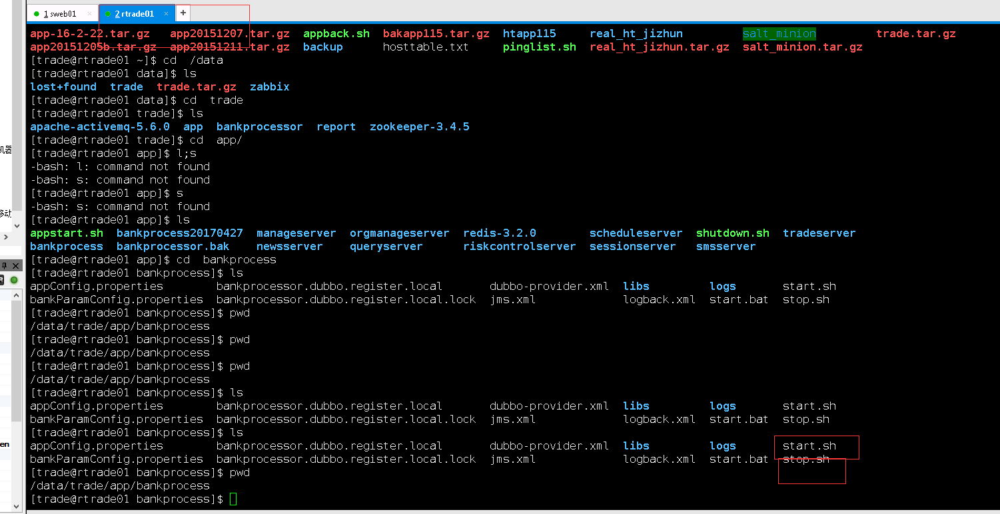 1 sweb01 × 2 rtrade01 × +
app-16-2-22.tar.gz app20151207.tar.gz appback.sh bakapp115.tar.gz htapp115 real_ht_jizhun salt_minion trade.tar.gz
app20151205b.tar.gz app20151211.tar.gz backup hosttable.txt pinglist.sh real_ht_jizhun.tar.gz salt_minion.tar.gz
[trade@rtrade01 ~]$ cd /data
[trade@rtrade01 data]$ ls
lost+found trade trade.tar.gz zabbix
[trade@rtrade01 data]$ cd trade
[trade@rtrade01 trade]$ ls
apache-activemq-5.6.0 app bankprocessor report zookeeper-3.4.5
[trade@rtrade01 trade]$ cd app/
机器
[trade@rtrade01 app]$ l;s
-bash: l: command not found
-bash: s: command not found
[trade@rtrade01 app]$ s
-bash: s: command not found
移动
[trade@rtrade01 app]$ ls
appstart.sh bankprocess20170427 manageserver orgmanageserver redis-3.2.0 scheduleserver shutdown.sh tradeserver
bankprocess bankprocessor.bak newsserver queryserver riskcontrolserver sessionserver smsserver
[trade@rtrade01 app]$ cd bankprocess
[trade@rtrade01 bankprocess]$ ls
appConfig.properties bankprocessor.dubbo.register.local dubbo-provider.xml libs logs start.sh
bankParamConfig.properties bankprocessor.dubbo.register.local.lock jms.xml logback.xml start.bat stop.sh
[trade@rtrade01 bankprocess]$ pwd
/data/trade/app/bankprocess
[trade@rtrade01 bankprocess]$ pwd
/data/trade/app/bankprocess
[trade@rtrade01 bankprocess]$ pwd
/data/trade/app/bankprocess
[trade@rtrade01 bankprocess]$ ls
appConfig.properties bankprocessor.dubbo.register.local dubbo-provider.xml libs logs start.sh
bankParamConfig.properties bankprocessor.dubbo.register.local.lock jms.xml logback.xml start.bat stop.sh
[trade@rtrade01 bankprocess]$ ls
en
appConfig.properties bankprocessor.dubbo.register.local dubbo-provider.xml libs logs start.sh
bankParamConfig.properties bankprocessor.dubbo.register.local.lock jms.xml logback.xml start.bat stop.sh
[trade@rtrade01 bankprocess]$ pwd
/data/trade/app/bankprocess
[trade@rtrade01 bankprocess]$